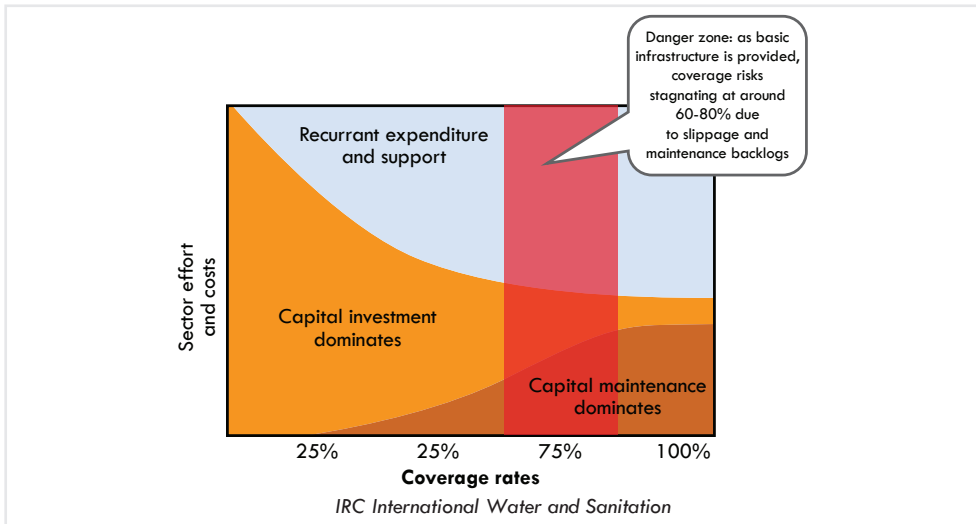 Danger zone: as basic
infrastructure is provided,
coverage risks
stagnating at around
60-80% due
to slippage and
maintenance backlogs
Recurrant expenditure
and support
Sector effort
and costs
Capital investment
dominates
Capital maintenance
dominates
25%
25%
75%
100%
Coverage rates
IRC International Water and Sanitation